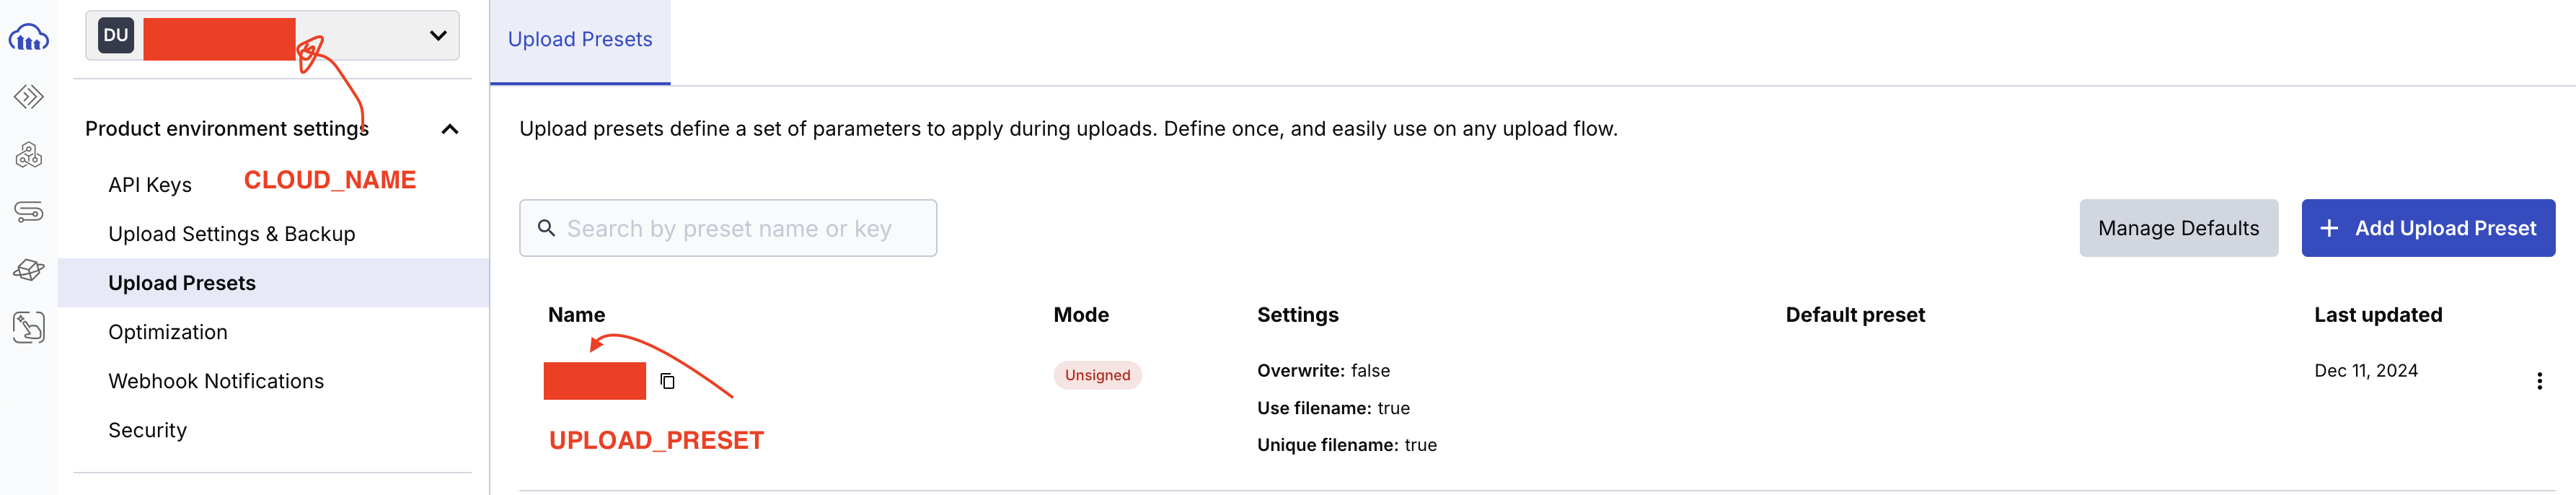 DU
Product environment settings
CLOUD_NAME
API Keys
Upload Settings & Backup
Upload Presets
Optimization
Webhook Notifications
Security
Upload Presets
Upload presets define a set of parameters to apply during uploads. Define once, and easily use on any upload flow.
Search by preset name or key
Manage Defaults
+ Add Upload Preset
Name Mode Settings Default preset Last updated
Unsigned Overwrite: false Dec 11, 2024
Use filename: true
UPLOAD_PRESET
Unique filename: true